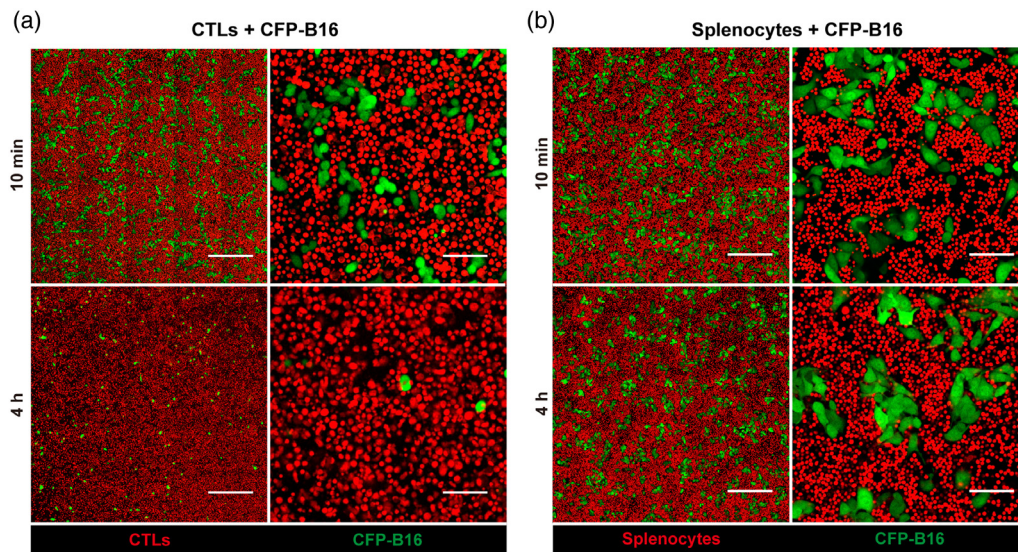 (a)
CTLs + CFP-B16
10 min
4 h
CTLs
CFP-B16
(b)
Splenocytes + CFP-B16
10 min
4 h
Splenocytes
CFP-B16